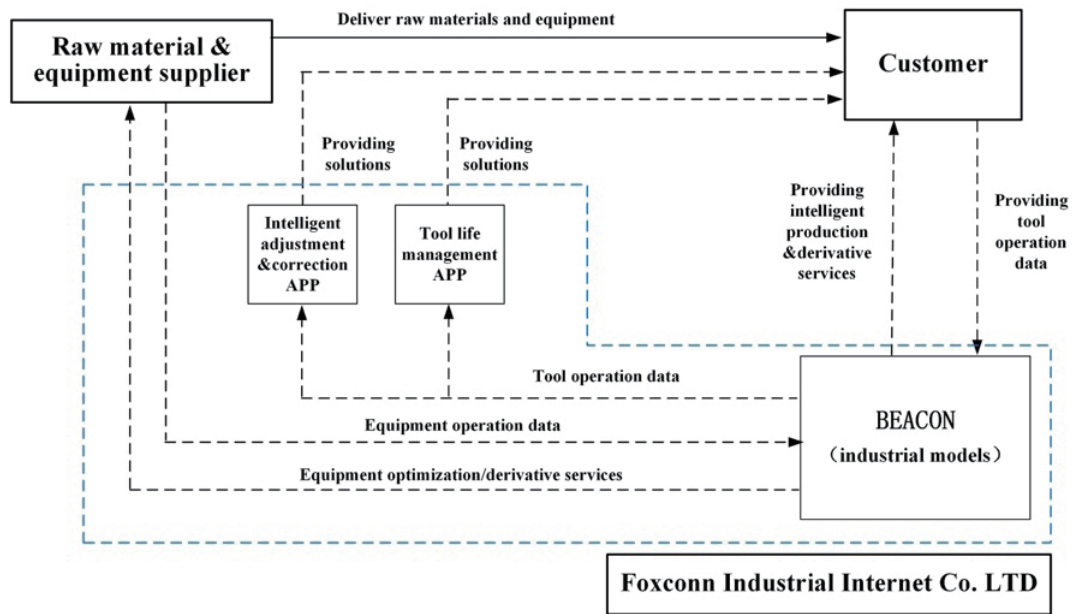 Deliver raw materials and equipment
Raw material &
equipment supplier
Customer
Providing
solutions
Providing
solutions
Providing
intelligent
production
&derivative
services
Providing
tool
operation
data
Intelligent
adjustment
&correction
APP
Tool life
management
APP
Tool operation data
Equipment operation data
Equipment optimization/derivative services
BEACON
（industrial models）
Foxconn Industrial Internet Co. LTD